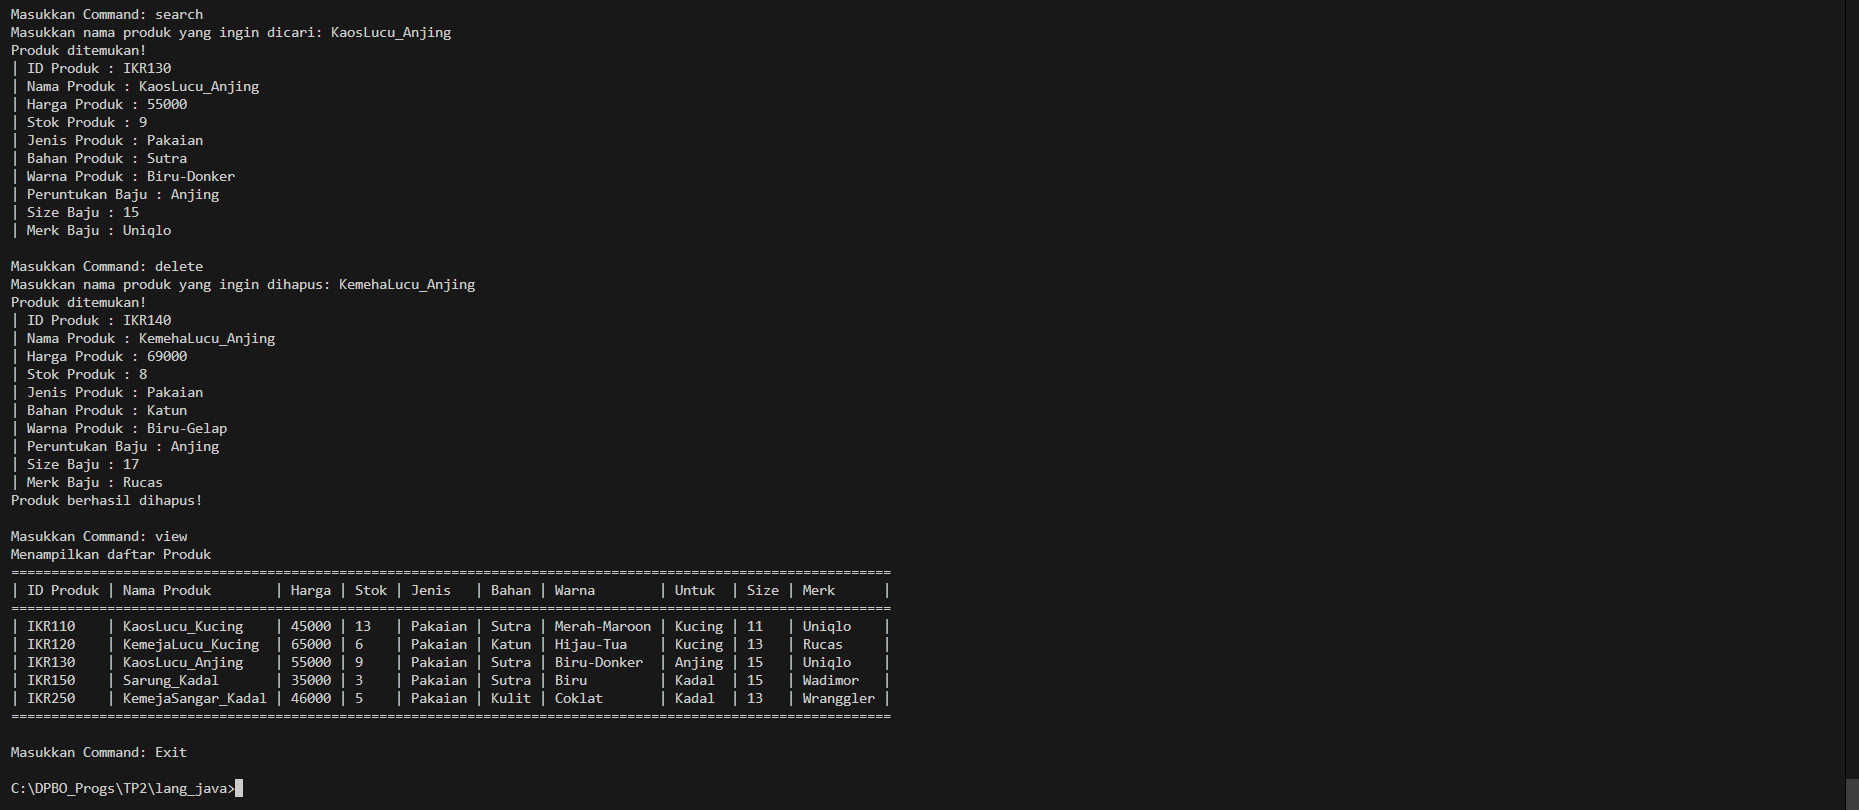 Masukkan Command: search
Masukkan nama produk yang ingin dicari: KaosLucu_Anjing
Produk ditemukan!
| ID Produk : IKR130
| Nama Produk : KaosLucu_Anjing
| Harga Produk : 55000
| Stok Produk : 9
| Jenis Produk : Pakaian
| Bahan Produk : Sutra
| Warna Produk : Biru-Donker
| Peruntukan Baju : Anjing
| Size Baju : 15
| Merk Baju : Uniqlo
Masukkan Command: delete
Masukkan nama produk yang ingin dihapus: KemehaLucu_Anjing
Produk ditemukan!
| ID Produk : IKR140
| Nama Produk : KemehaLucu_Anjing
| Harga Produk : 69000
| Stok Produk : 8
| Jenis Produk : Pakaian
| Bahan Produk : Katun
| Warna Produk : Biru-Gelap
| Peruntukan Baju : Anjing
| Size Baju : 17
| Merk Baju : Rucas
Produk berhasil dihapus!
Masukkan Command: view
Menampilkan daftar Produk
==============================================================================================================
| ID Produk | Nama Produk        | Harga | Stok | Jenis   | Bahan | Warna        | Untuk  | Size | Merk      |
==============================================================================================================
| IKR110    | KaosLucu_Kucing    | 45000 | 13   | Pakaian | Sutra | Merah-Maroon | Kucing | 11   | Uniqlo    |
| IKR120    | KemejaLucu_Kucing  | 65000 | 6    | Pakaian | Katun | Hijau-Tua    | Kucing | 13   | Rucas     |
| IKR130    | KaosLucu_Anjing    | 55000 | 9    | Pakaian | Sutra | Biru-Donker  | Anjing | 15   | Uniqlo    |
| IKR150    | Sarung_Kadal       | 35000 | 3    | Pakaian | Sutra | Biru         | Kadal  | 15   | Wadimor   |
| IKR250    | KemejaSangar_Kadal | 46000 | 5    | Pakaian | Kulit | Coklat       | Kadal  | 13   | Wranggler |
==============================================================================================================
Masukkan Command: Exit
C:\DPBO_Progs\TP2\lang_java>